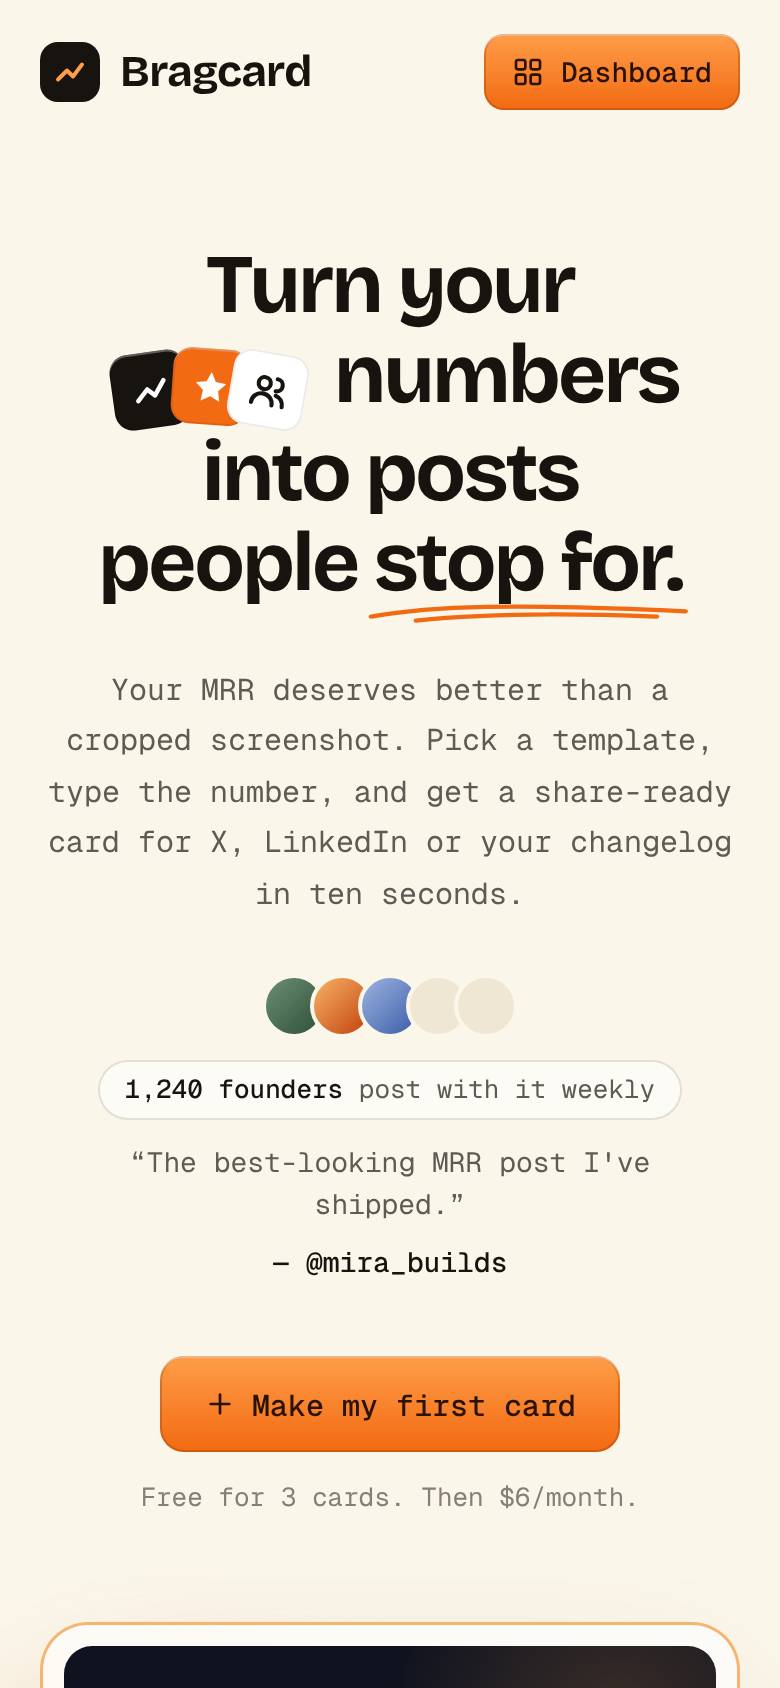 Bragcard
Dashboard
Turn your
numbers
into posts
people stop for.
Your MRR deserves better than a
cropped screenshot. Pick a template,
type the number, and get a share-ready
card for X, LinkedIn or your changelog
in ten seconds.
1,240 founders post with it weekly
“The best-looking MRR post I've
shipped.”
— @mira_builds
Make my first card
Free for 3 cards. Then $6/month.